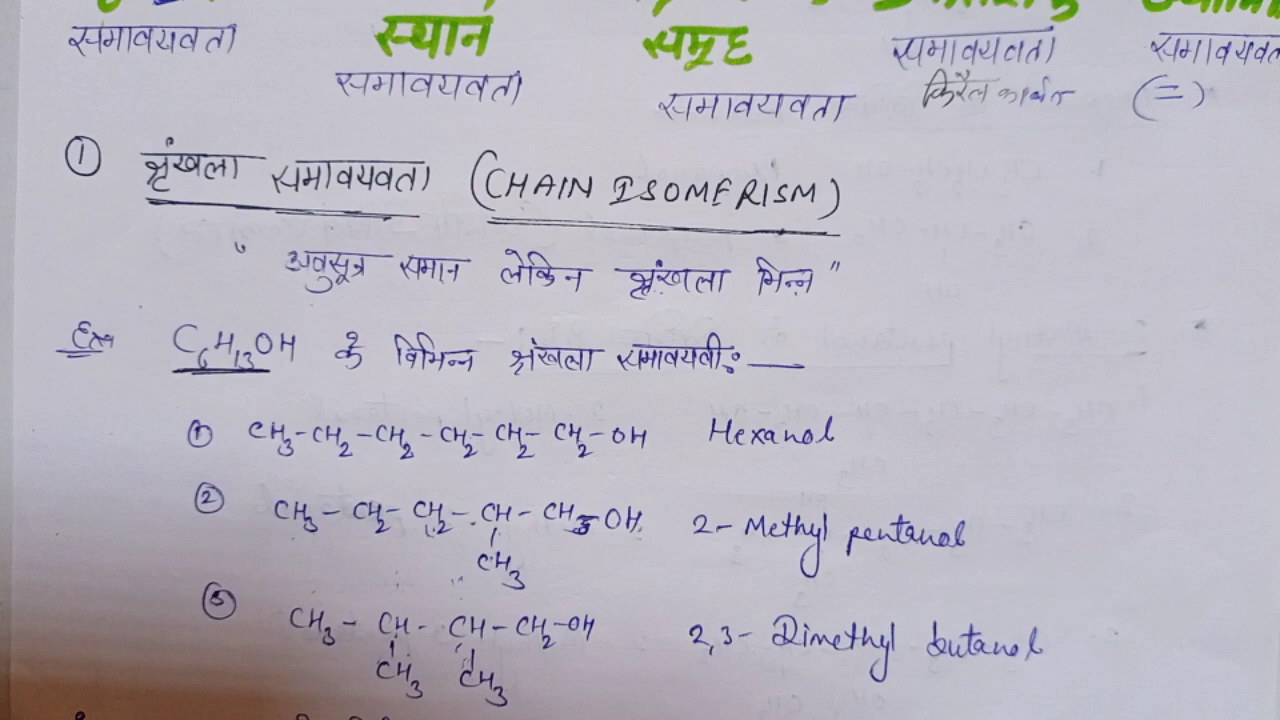 समावयवता स्थान समूह समावयवता समावयवता
समावयवता समावयवता किरैल कार्बन (=)
① श्रृंखला समावयवता (CHAIN ISOMERISM)
" अणुसूत्र समान लेकिन श्रृंखला भिन्न "
C6H13OH के विभिन्न श्रंखला समावयवी:—
① CH3-CH2-CH2-CH2-CH2-CH2-OH Hexanol
② CH3-CH2-CH2-CH-CH2-OH 2-Methyl pentanol
CH3
③ CH3-CH-CH-CH2-OH 2,3-Dimethyl butanol
CH3 CH3